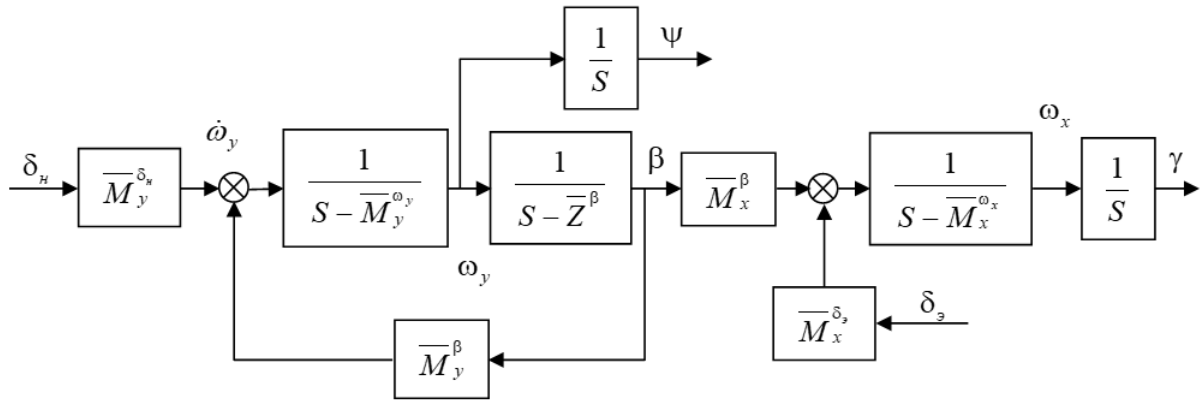 1
S
ψ
ω̇_y
ω_x
δ_н
M̅_y^{δ_н}
1
S − M̅_y^{ω_y}
1
S − Z̅^β
β
M̅_x^β
1
S − M̅_x^{ω_x}
1
S
γ
ω_y
M̅_y^β
M̅_x^{δ_э}
δ_э